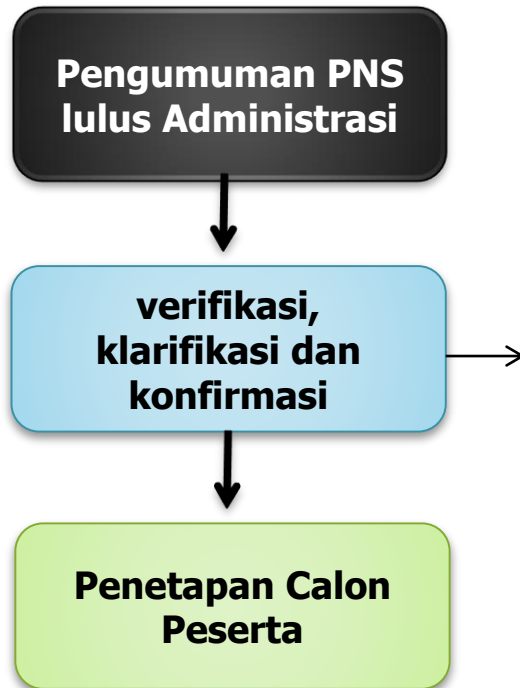 Pengumuman PNS
lulus Administrasi
verifikasi,
klarifikasi dan
konfirmasi
Penetapan Calon
Peserta